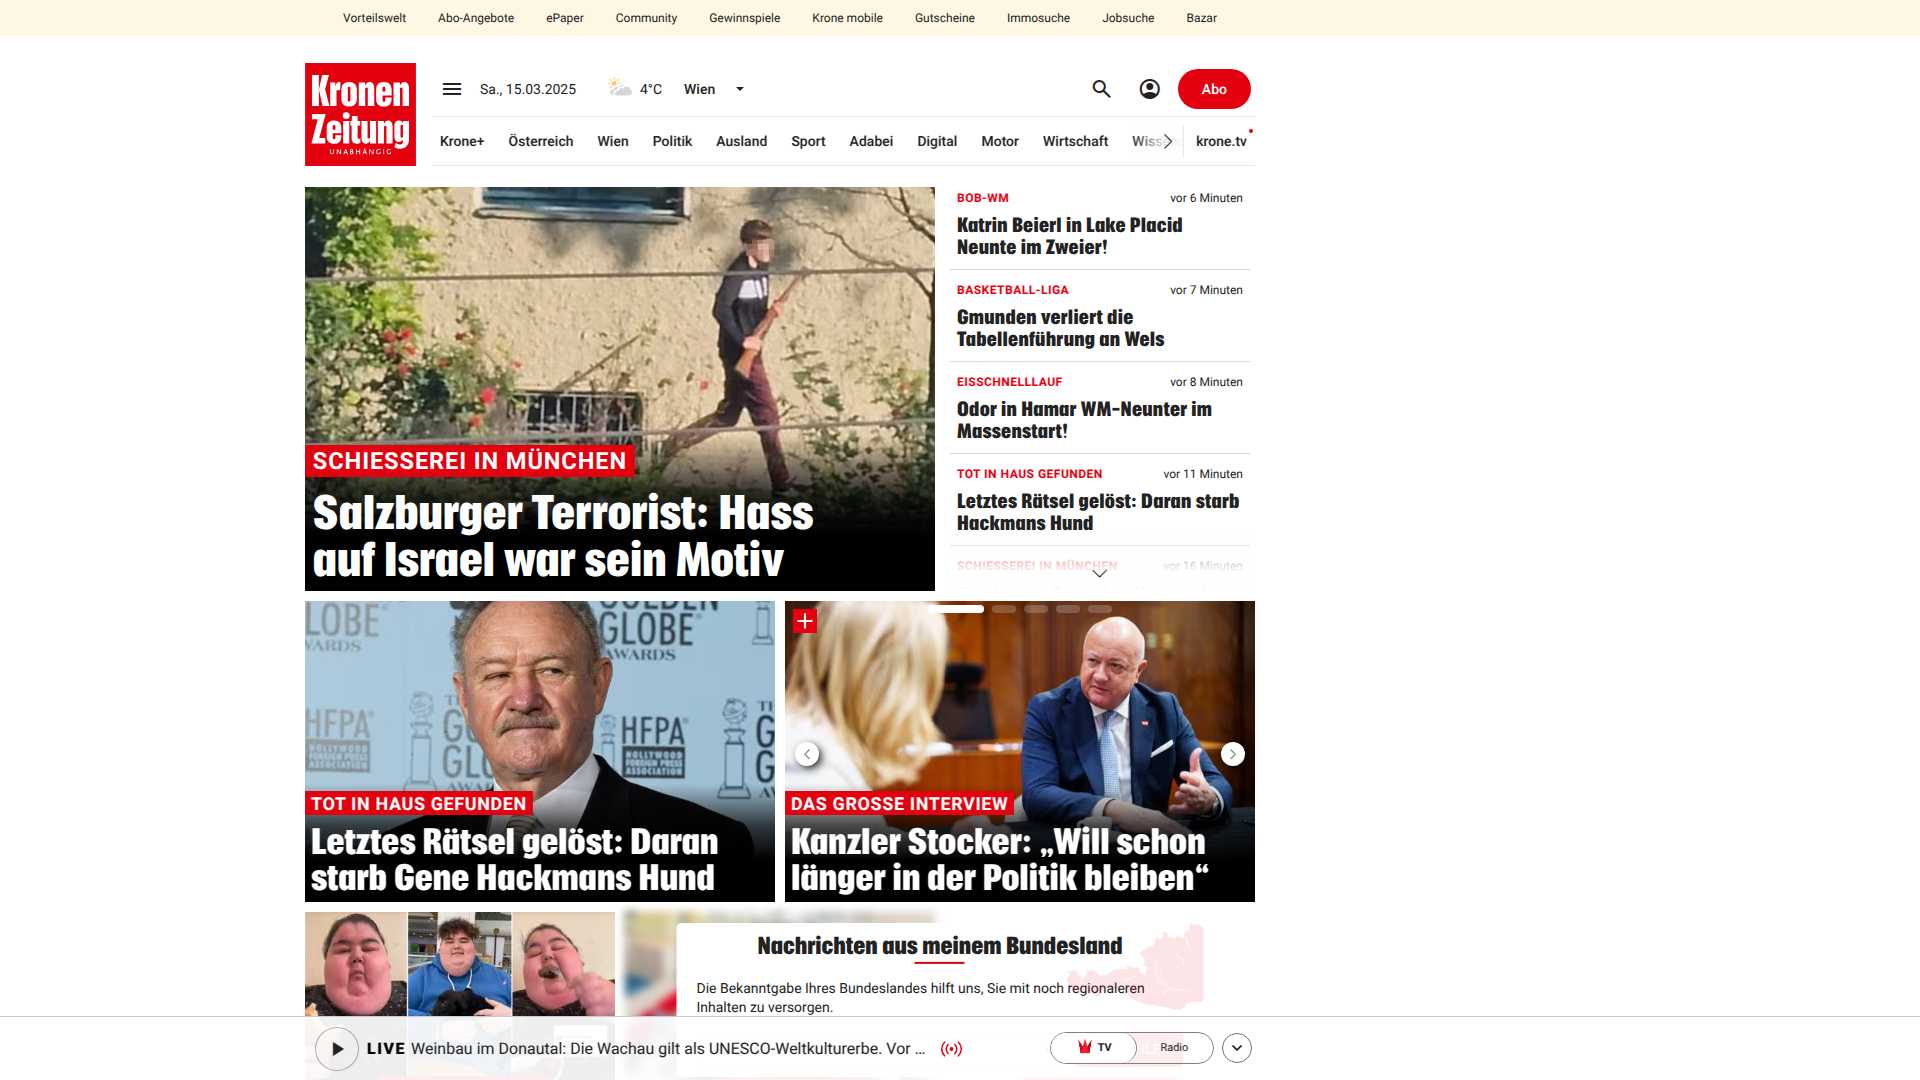 Vorteilswelt Abo-Angebote ePaper Community Gewinnspiele Krone mobile Gutscheine Immosuche Jobsuche Bazar
Kronen
Zeitung
UNABHÄNGIG
Sa., 15.03.2025 4°C Wien
Abo
Krone+ Österreich Wien Politik Ausland Sport Adabei Digital Motor Wirtschaft krone.tv
SCHIESSEREI IN MÜNCHEN
Salzburger Terrorist: Hass
auf Israel war sein Motiv
BOB-WM vor 6 Minuten
Katrin Beierl in Lake Placid
Neunte im Zweier!
BASKETBALL-LIGA vor 7 Minuten
Gmunden verliert die
Tabellenführung an Wels
EISSCHNELLLAUF vor 8 Minuten
Odor in Hamar WM-Neunter im
Massenstart!
TOT IN HAUS GEFUNDEN vor 11 Minuten
Letztes Rätsel gelöst: Daran starb
Hackmans Hund
SCHIESSEREI IN MÜNCHEN vor 16 Minuten
GOLDEN
GLOBE
AWARDS
HFPA
HOLLYWOOD
FOREIGN PRESS
ASSOCIATION
TOT IN HAUS GEFUNDEN
Letztes Rätsel gelöst: Daran
starb Gene Hackmans Hund
DAS GROSSE INTERVIEW
Kanzler Stocker: „Will schon
länger in der Politik bleiben“
Nachrichten aus meinem Bundesland
Die Bekanntgabe Ihres Bundeslandes hilft uns, Sie mit noch regionaleren
Inhalten zu versorgen.
LIVE Weinbau im Donautal: Die Wachau gilt als UNESCO-Weltkulturerbe. Vor ...
TV Radio